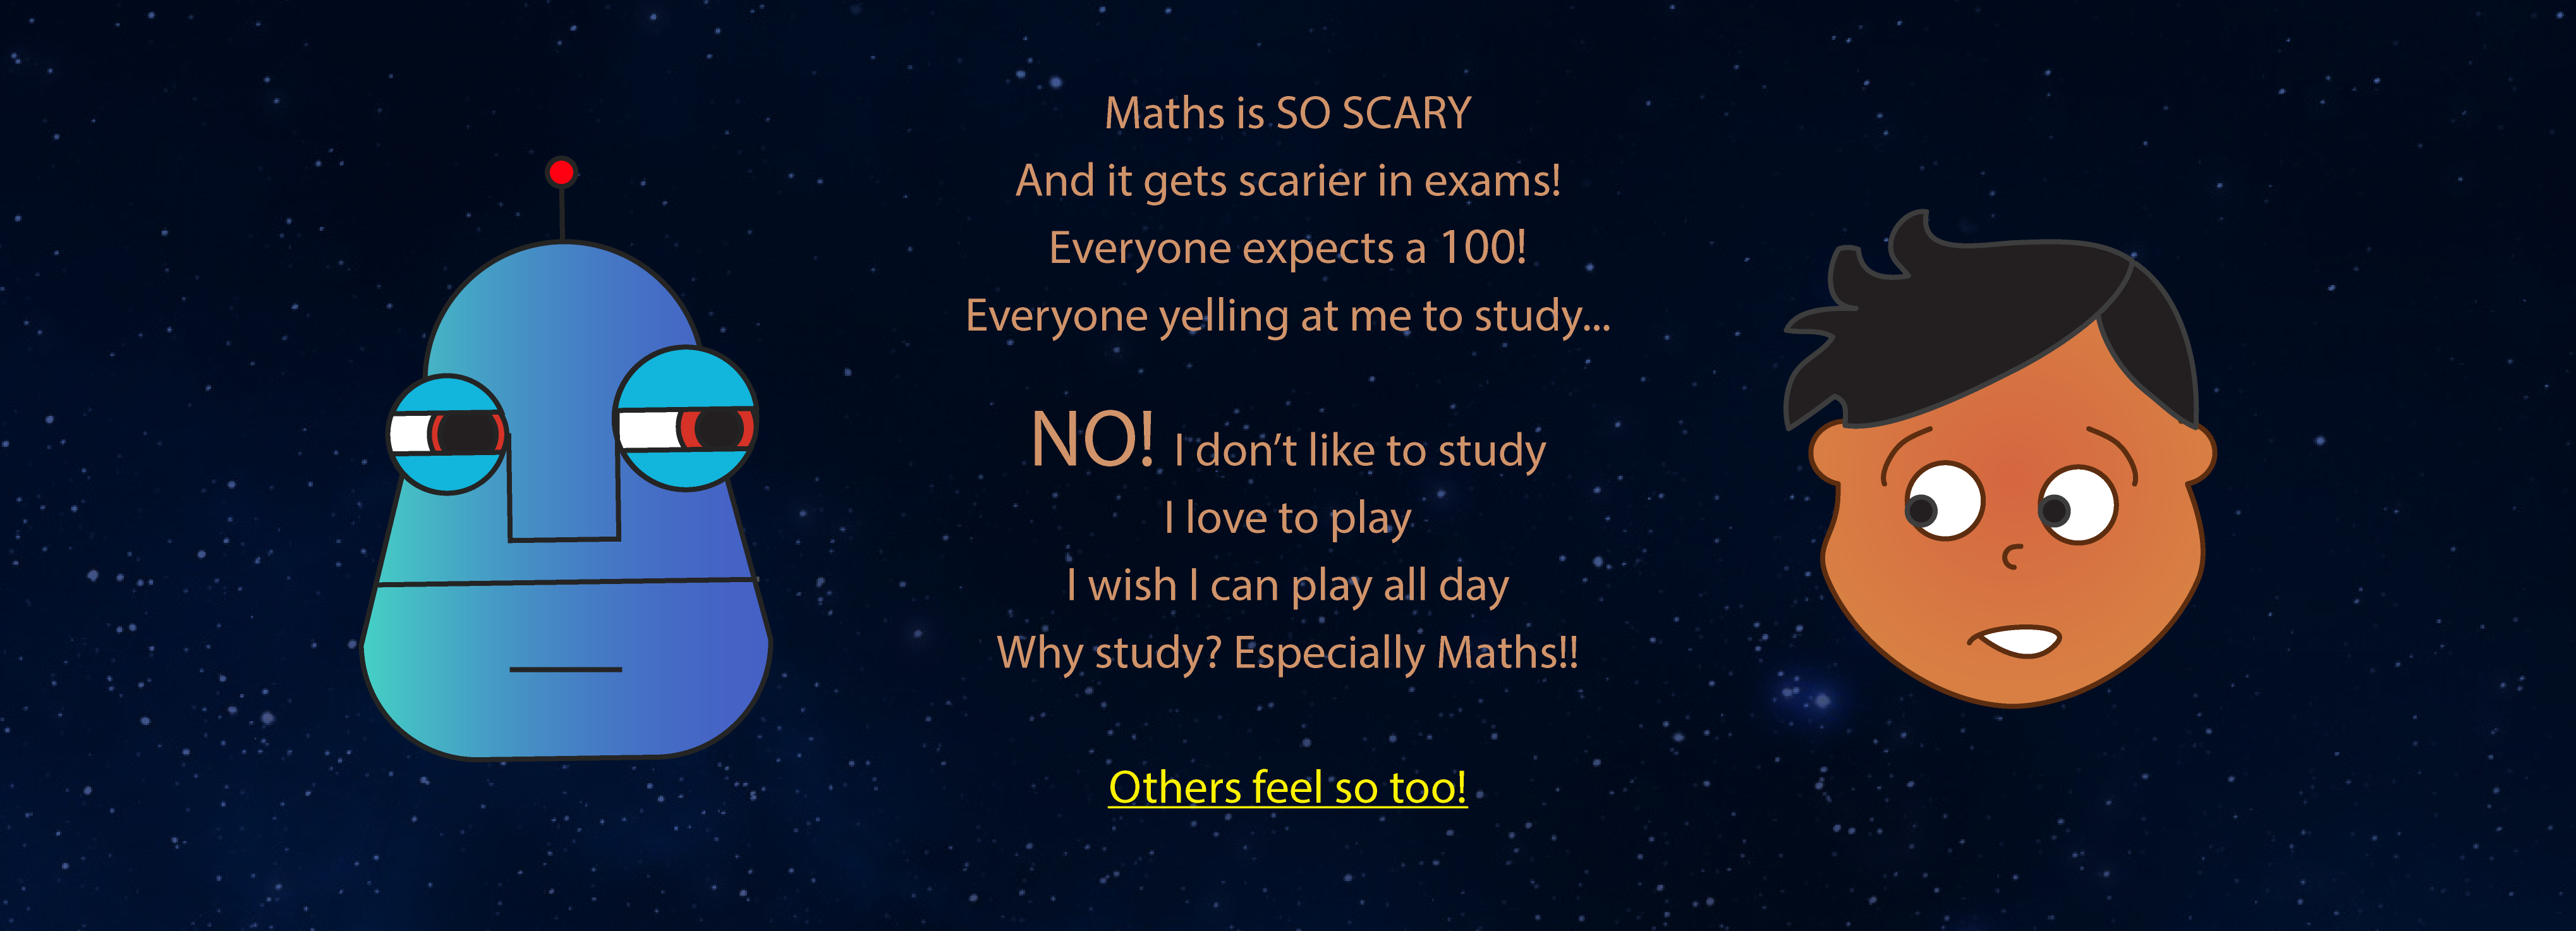 Maths is SO SCARY
And it gets scarier in exams!
Everyone expects a 100!
Everyone yelling at me to study...
NO! I don’t like to study
I love to play
I wish I can play all day
Why study? Especially Maths!!
Others feel so too!